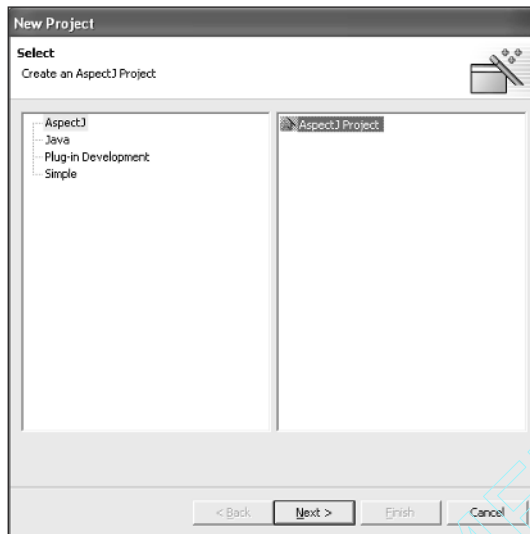 New Project
Select
Create an AspectJ Project
AspectJ
Java
Plug-in Development
Simple
AspectJ Project
< Back
Next >
Finish
Cancel